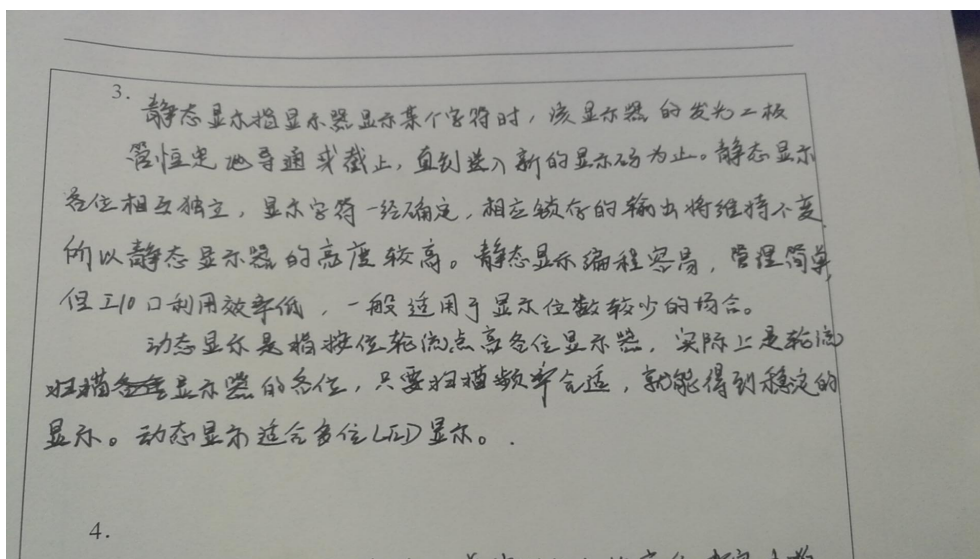 3.
静态显示指显示器显示某个字符时，该显示器的发光二极
管恒定地导通或截止，直到送入新的显示码为止。静态显示
各位相互独立，显示字符一经确定，相应锁存的输出将维持不变
所以静态显示器的亮度较高。静态显示编程容易，管理简单，
但I/O口利用效率低，一般适用于显示位数较少的场合。
动态显示是指按位轮流点亮各位显示器，实际上是轮流
扫描显示器的各位，只要扫描频率合适，就能得到稳定的
显示。动态显示适合多位LED显示。.
4.